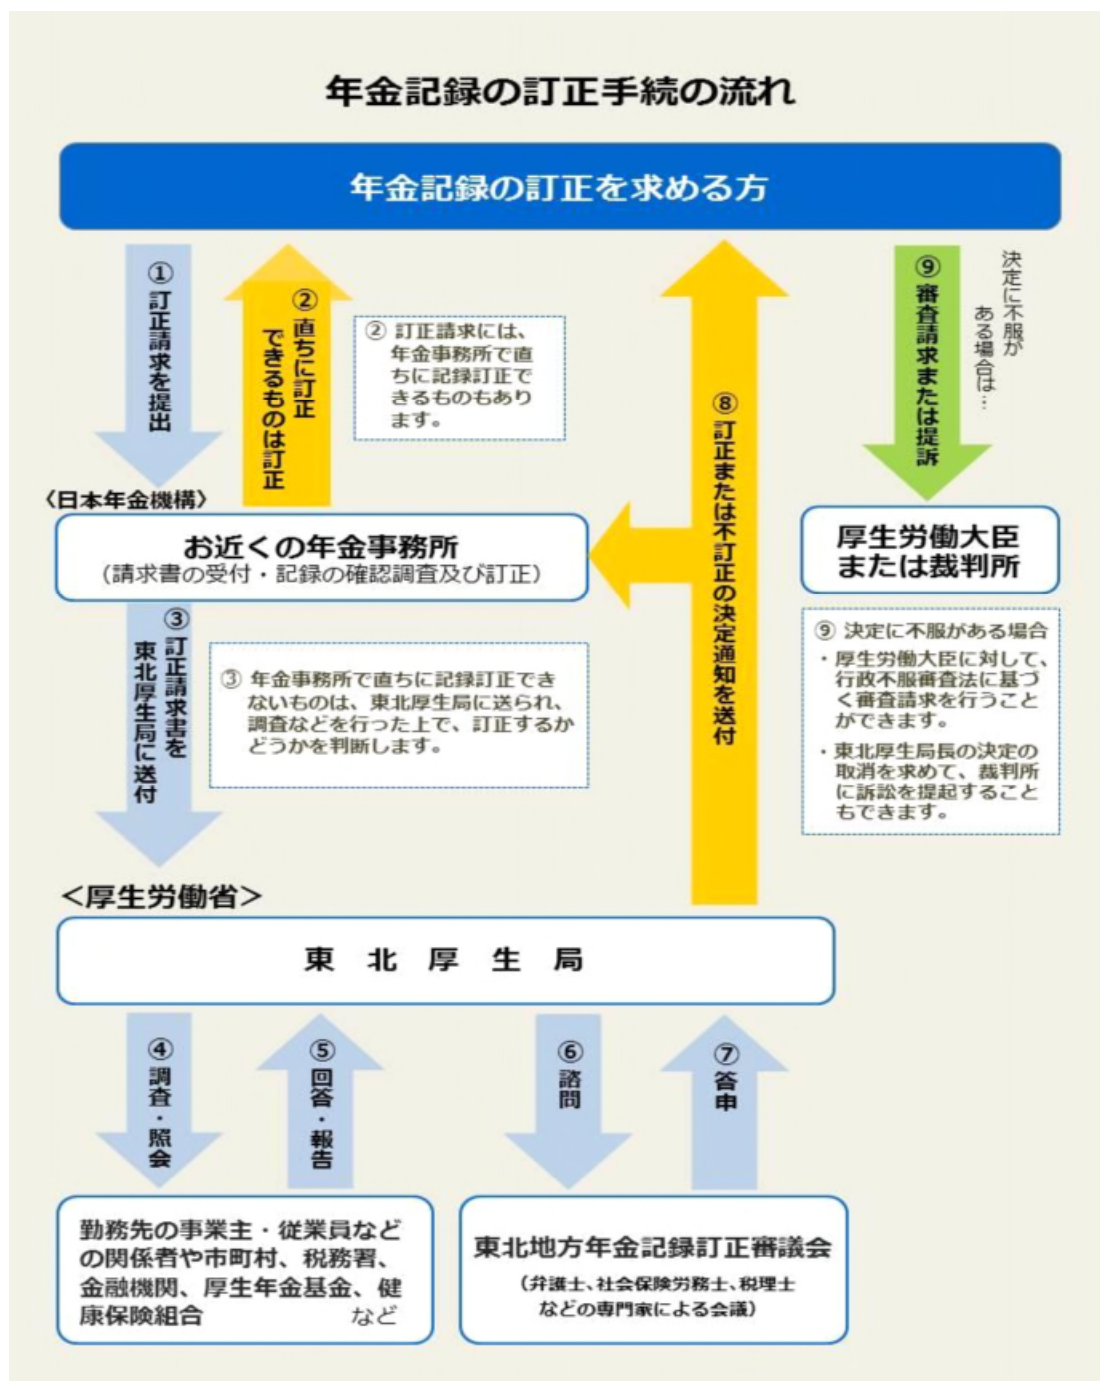 年金記録の訂正手続の流れ
年金記録の訂正を求める方
①訂正請求を提出
②直ちに訂正
できるものは訂正
② 訂正請求には、
年金事務所で直
ちに記録訂正で
きるものもあり
ます。
⑧訂正または不訂正の決定通知を送付
⑨審査請求または提訴
決定に不服が
ある場合は…
〈日本年金機構〉
お近くの年金事務所
(請求書の受付・記録の確認調査及び訂正)
厚生労働大臣
または裁判所
③訂正請求書を
東北厚生局に送付
③ 年金事務所で直ちに記録訂正でき
ないものは、東北厚生局に送られ、
調査などを行った上で、訂正するか
どうかを判断します。
⑨ 決定に不服がある場合
・厚生労働大臣に対して、
行政不服審査法に基づ
く審査請求を行うこと
ができます。
・東北厚生局長の決定の
取消を求めて、裁判所
に訴訟を提起すること
もできます。
＜厚生労働省＞
東 北 厚 生 局
④調査・照会
⑤回答・報告
⑥諮問
⑦答申
勤務先の事業主・従業員など
の関係者や市町村、税務署、
金融機関、厚生年金基金、健
康保険組合 など
東北地方年金記録訂正審議会
(弁護士、社会保険労務士、税理士
などの専門家による会議)